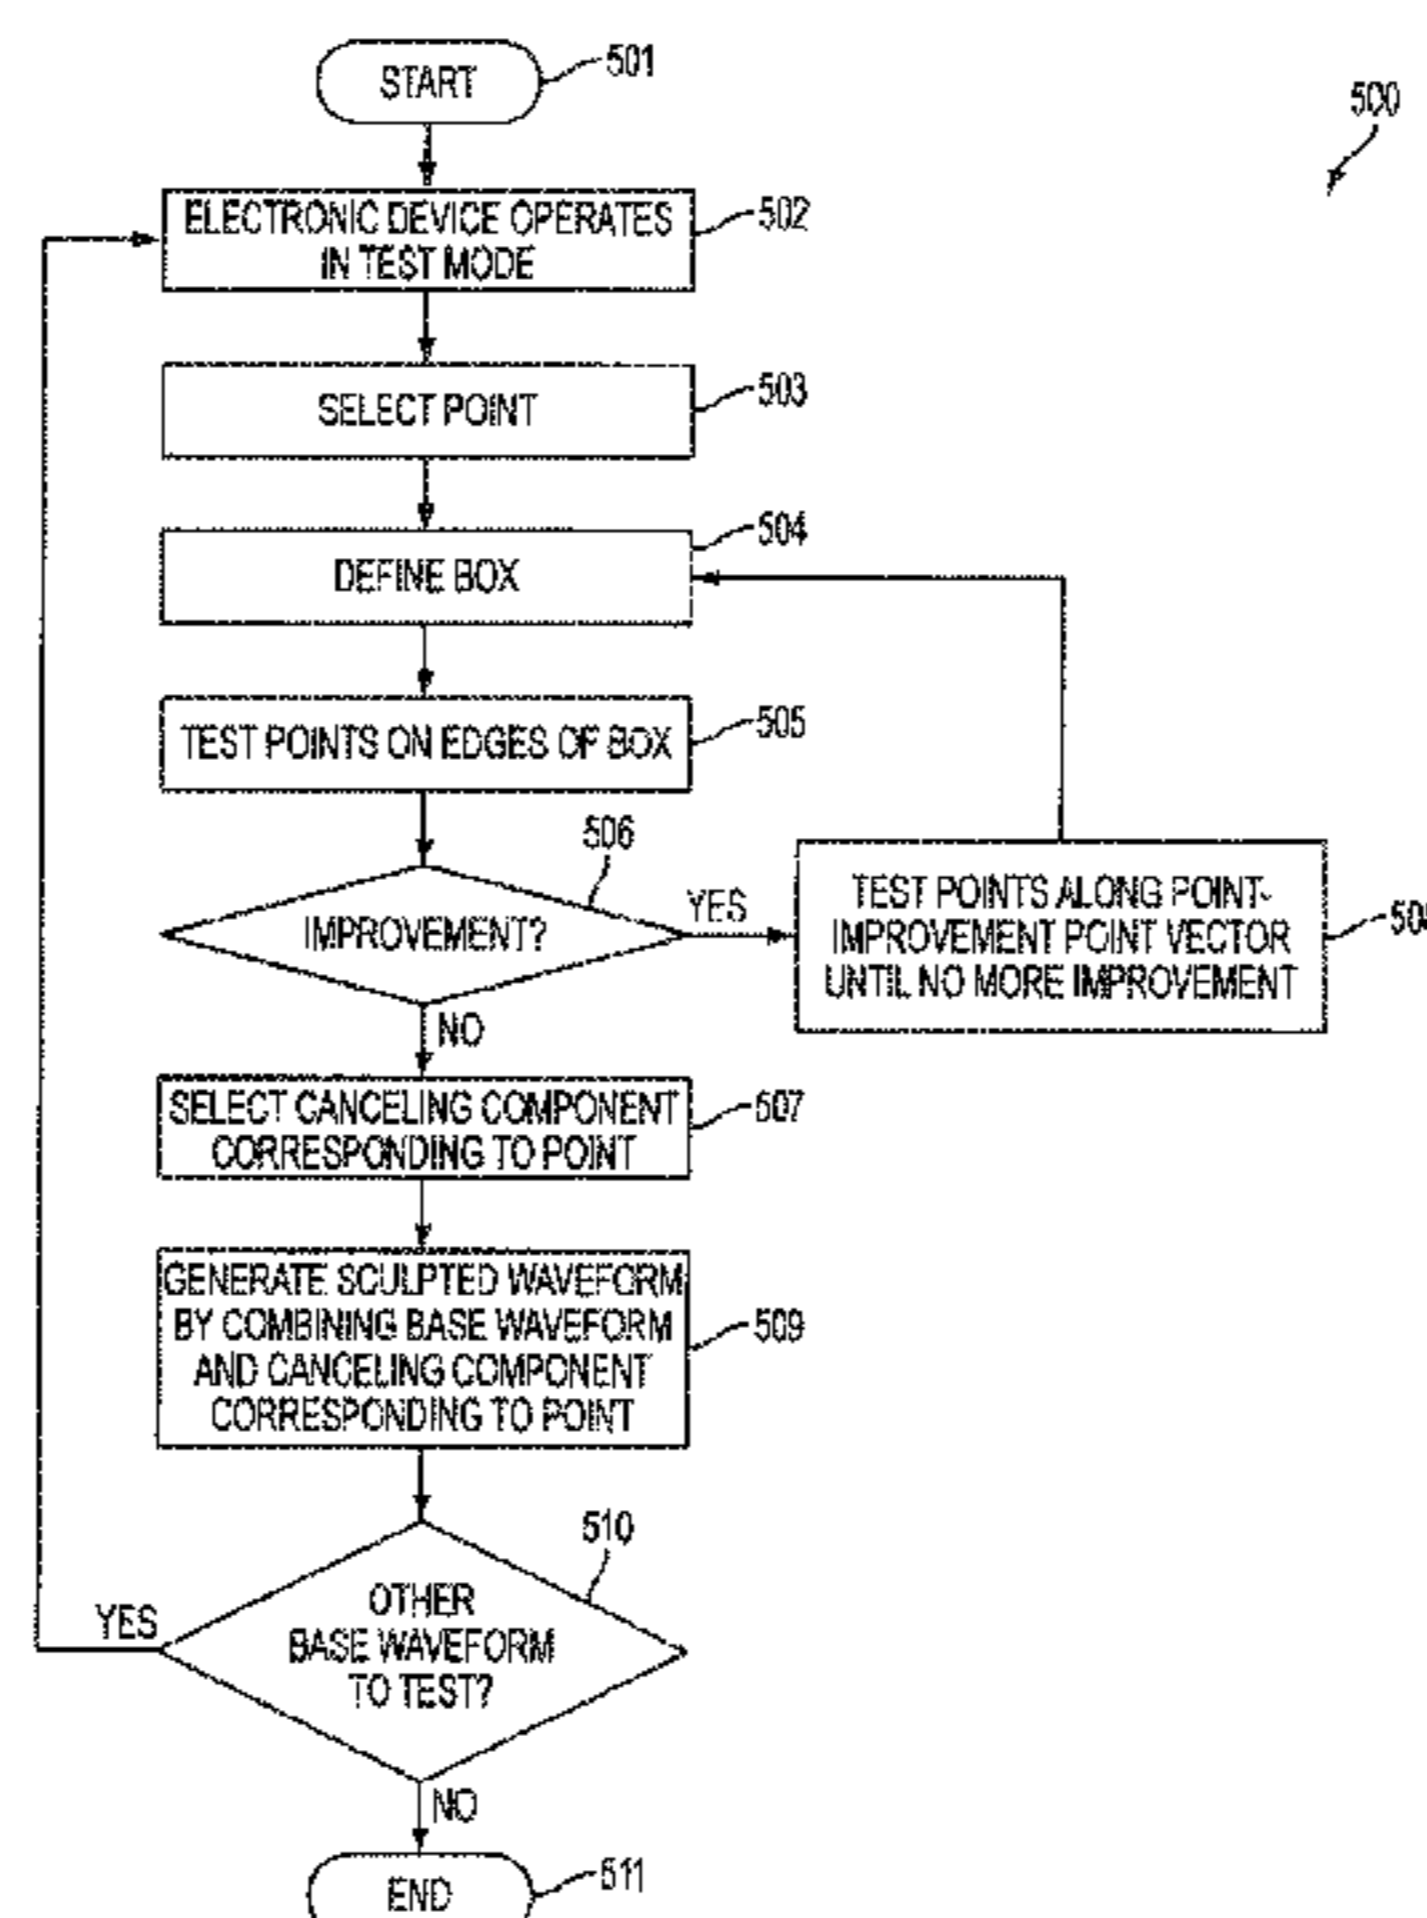 START
501
500
ELECTRONIC DEVICE OPERATES
IN TEST MODE
502
SELECT POINT
503
DEFINE BOX
504
TEST POINTS ON EDGES OF BOX
505
506
IMPROVEMENT?
YES
TEST POINTS ALONG POINT-
IMPROVEMENT POINT VECTOR
UNTIL NO MORE IMPROVEMENT
NO
SELECT CANCELING COMPONENT
CORRESPONDING TO POINT
507
GENERATE SCULPTED WAVEFORM
BY COMBINING BASE WAVEFORM
AND CANCELING COMPONENT
CORRESPONDING TO POINT
509
510
OTHER
BASE WAVEFORM
TO TEST?
YES
NO
END
511